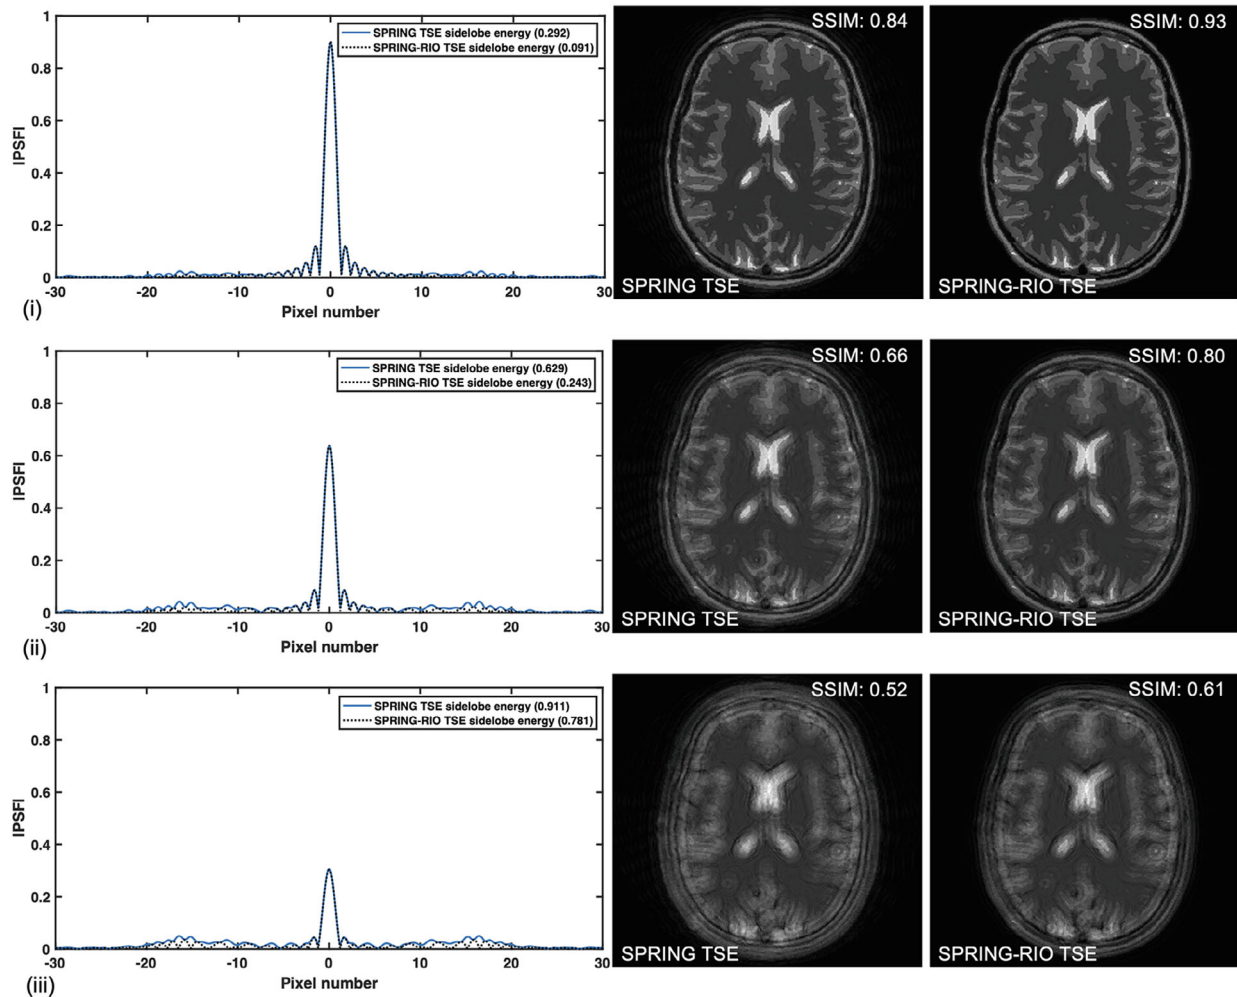 1
0.8
0.6
0.4
0.2
0
|PSF|
SPRING TSE sidelobe energy (0.292)
SPRING-RIO TSE sidelobe energy (0.091)
-30 -20 -10 0 10 20 30
Pixel number
(i)
SSIM: 0.84
SPRING TSE
SSIM: 0.93
SPRING-RIO TSE
1
0.8
0.6
0.4
0.2
0
|PSF|
SPRING TSE sidelobe energy (0.629)
SPRING-RIO TSE sidelobe energy (0.243)
-30 -20 -10 0 10 20 30
Pixel number
(ii)
SSIM: 0.66
SPRING TSE
SSIM: 0.80
SPRING-RIO TSE
1
0.8
0.6
0.4
0.2
0
|PSF|
SPRING TSE sidelobe energy (0.911)
SPRING-RIO TSE sidelobe energy (0.781)
-30 -20 -10 0 10 20 30
Pixel number
(iii)
SSIM: 0.52
SPRING TSE
SSIM: 0.61
SPRING-RIO TSE